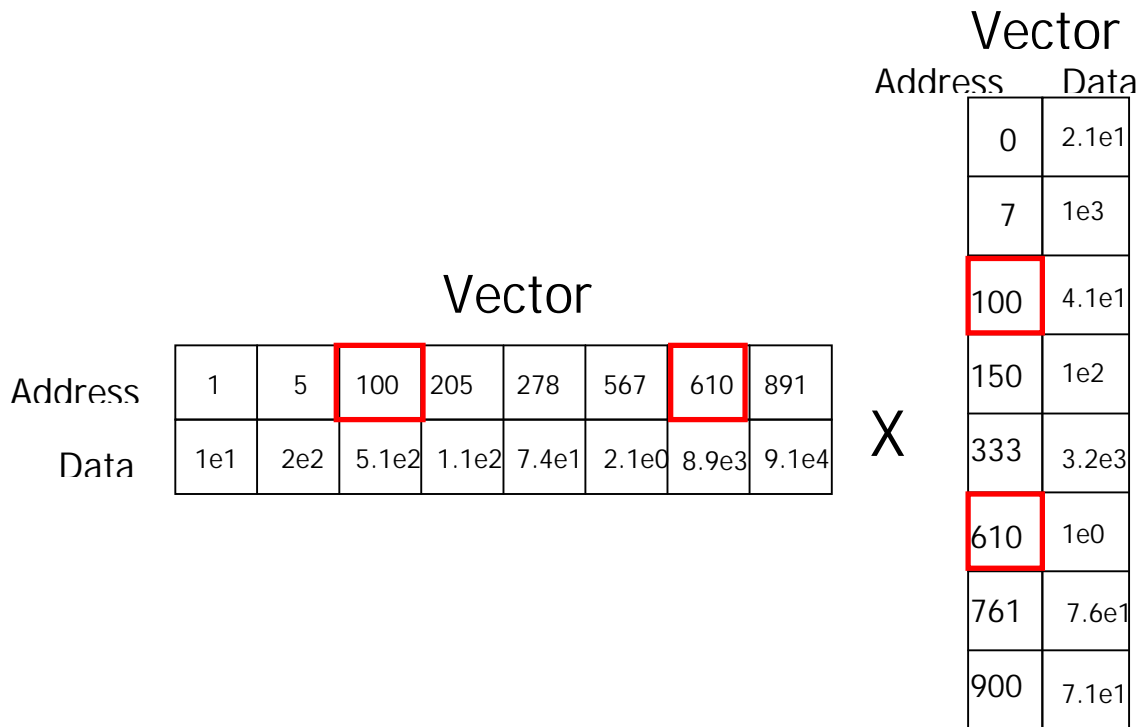 Vector
Address Data
0 2.1e1
7 1e3
100 4.1e1
150 1e2
333 3.2e3
610 1e0
761 7.6e1
900 7.1e1
Vector
Address 1 5 100 205 278 567 610 891
Data 1e1 2e2 5.1e2 1.1e2 7.4e1 2.1e0 8.9e3 9.1e4
X